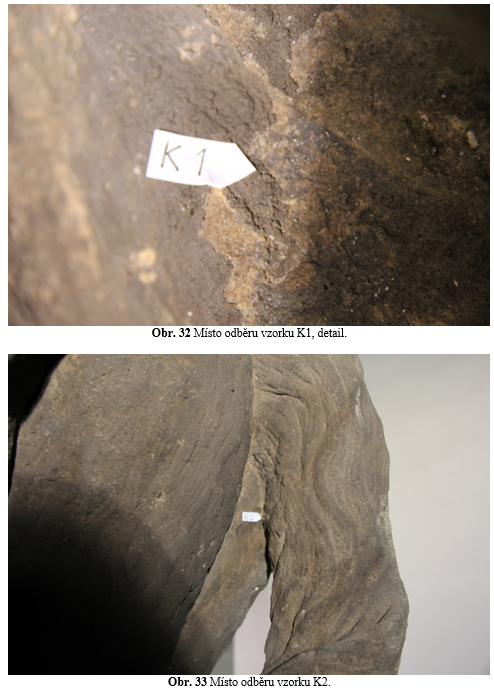 K1
Obr. 32 Místo odběru vzorku K1, detail.
Obr. 33 Místo odběru vzorku K2.